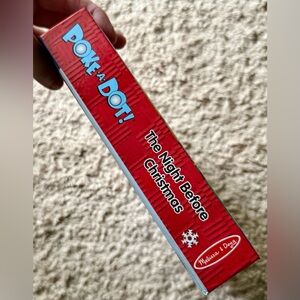 POKE-A-DOT!
The Night Before
Christmas
Melissa & Doug